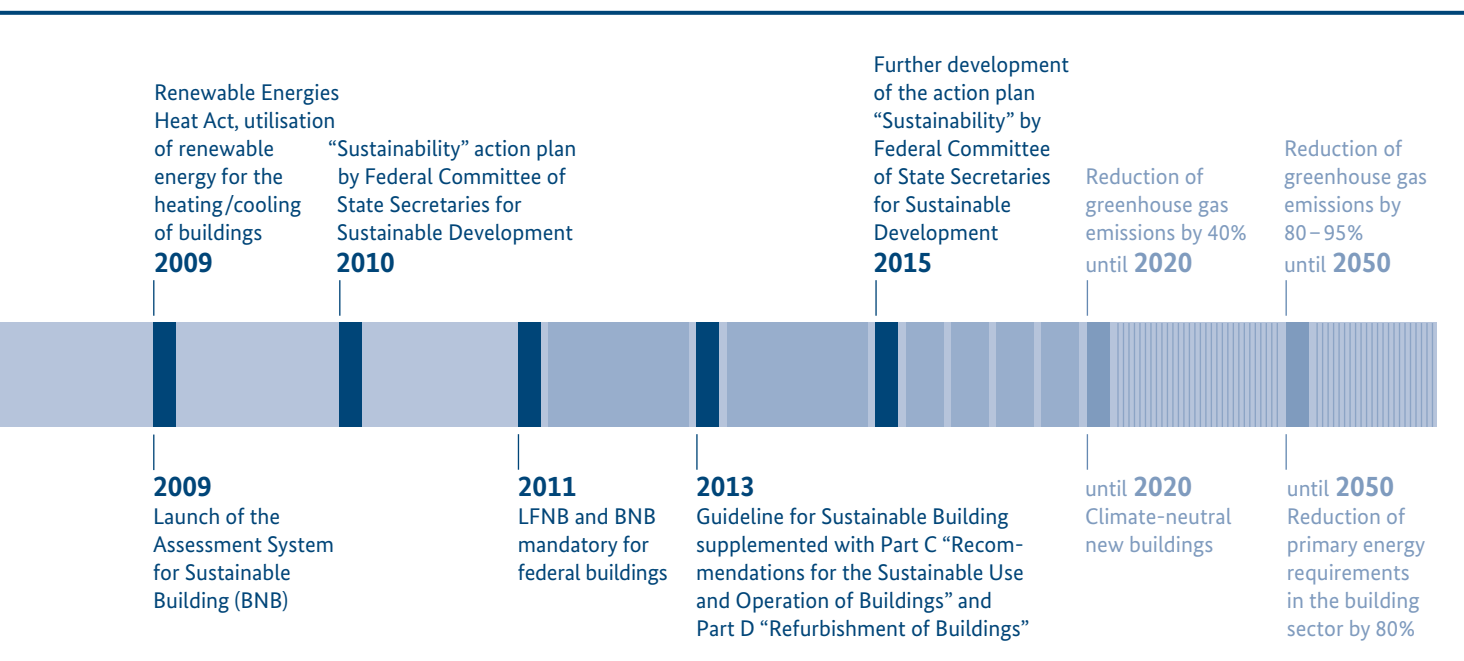 Renewable Energies
Heat Act, utilisation
of renewable
energy for the
heating/cooling
of buildings
2009
“Sustainability” action plan
by Federal Committee of
State Secretaries for
Sustainable Development
2010
Further development
of the action plan
“Sustainability” by
Federal Committee
of State Secretaries
for Sustainable
Development
2015
Reduction of
greenhouse gas
emissions by 40%
until 2020
Reduction of
greenhouse gas
emissions by
80–95%
until 2050
2009
Launch of the
Assessment System
for Sustainable
Building (BNB)
2011
LFNB and BNB
mandatory for
federal buildings
2013
Guideline for Sustainable Building
supplemented with Part C “Recom-
mendations for the Sustainable Use
and Operation of Buildings” and
Part D “Refurbishment of Buildings”
until 2020
Climate-neutral
new buildings
until 2050
Reduction of
primary energy
requirements
in the building
sector by 80%